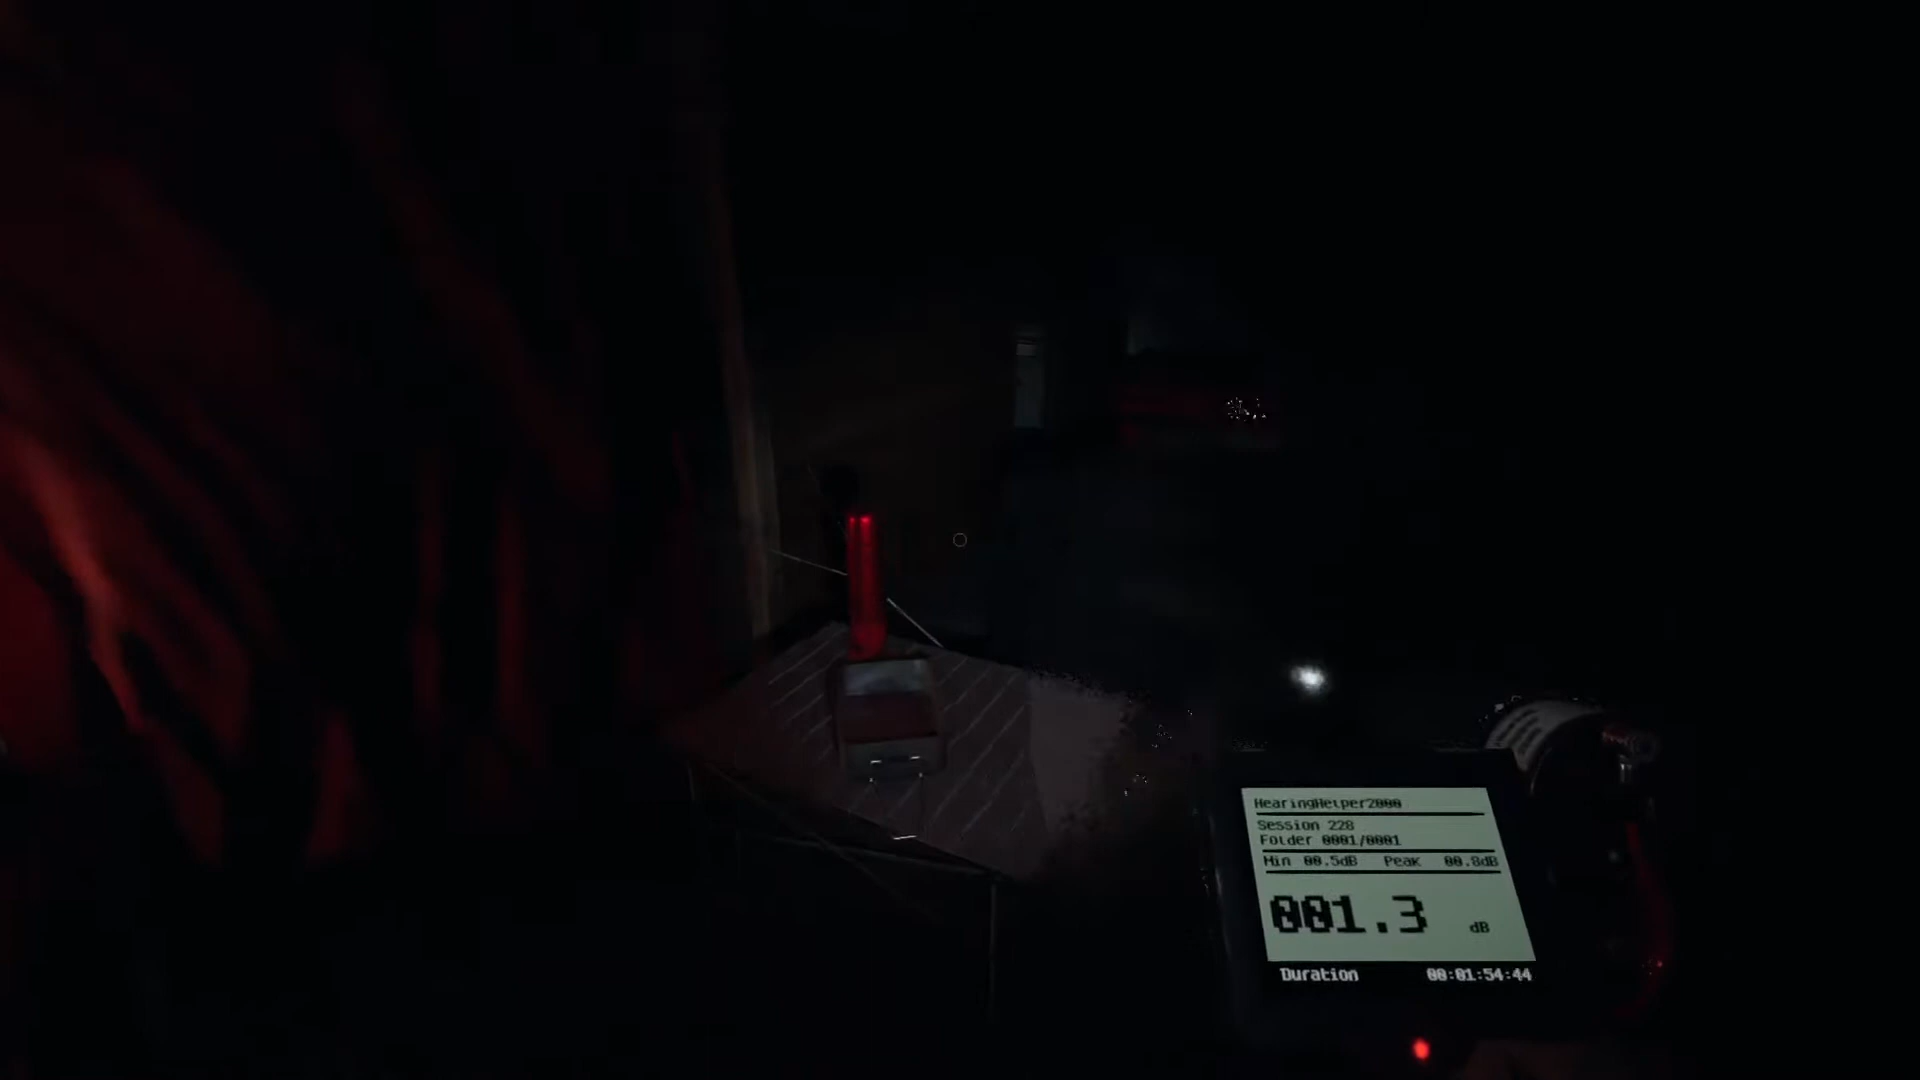 HearingHelper2000
Session 228
Folder 0001/0001
Min 00.5dB Peak 00.8dB
001.3 dB
Duration 00:01:54:44